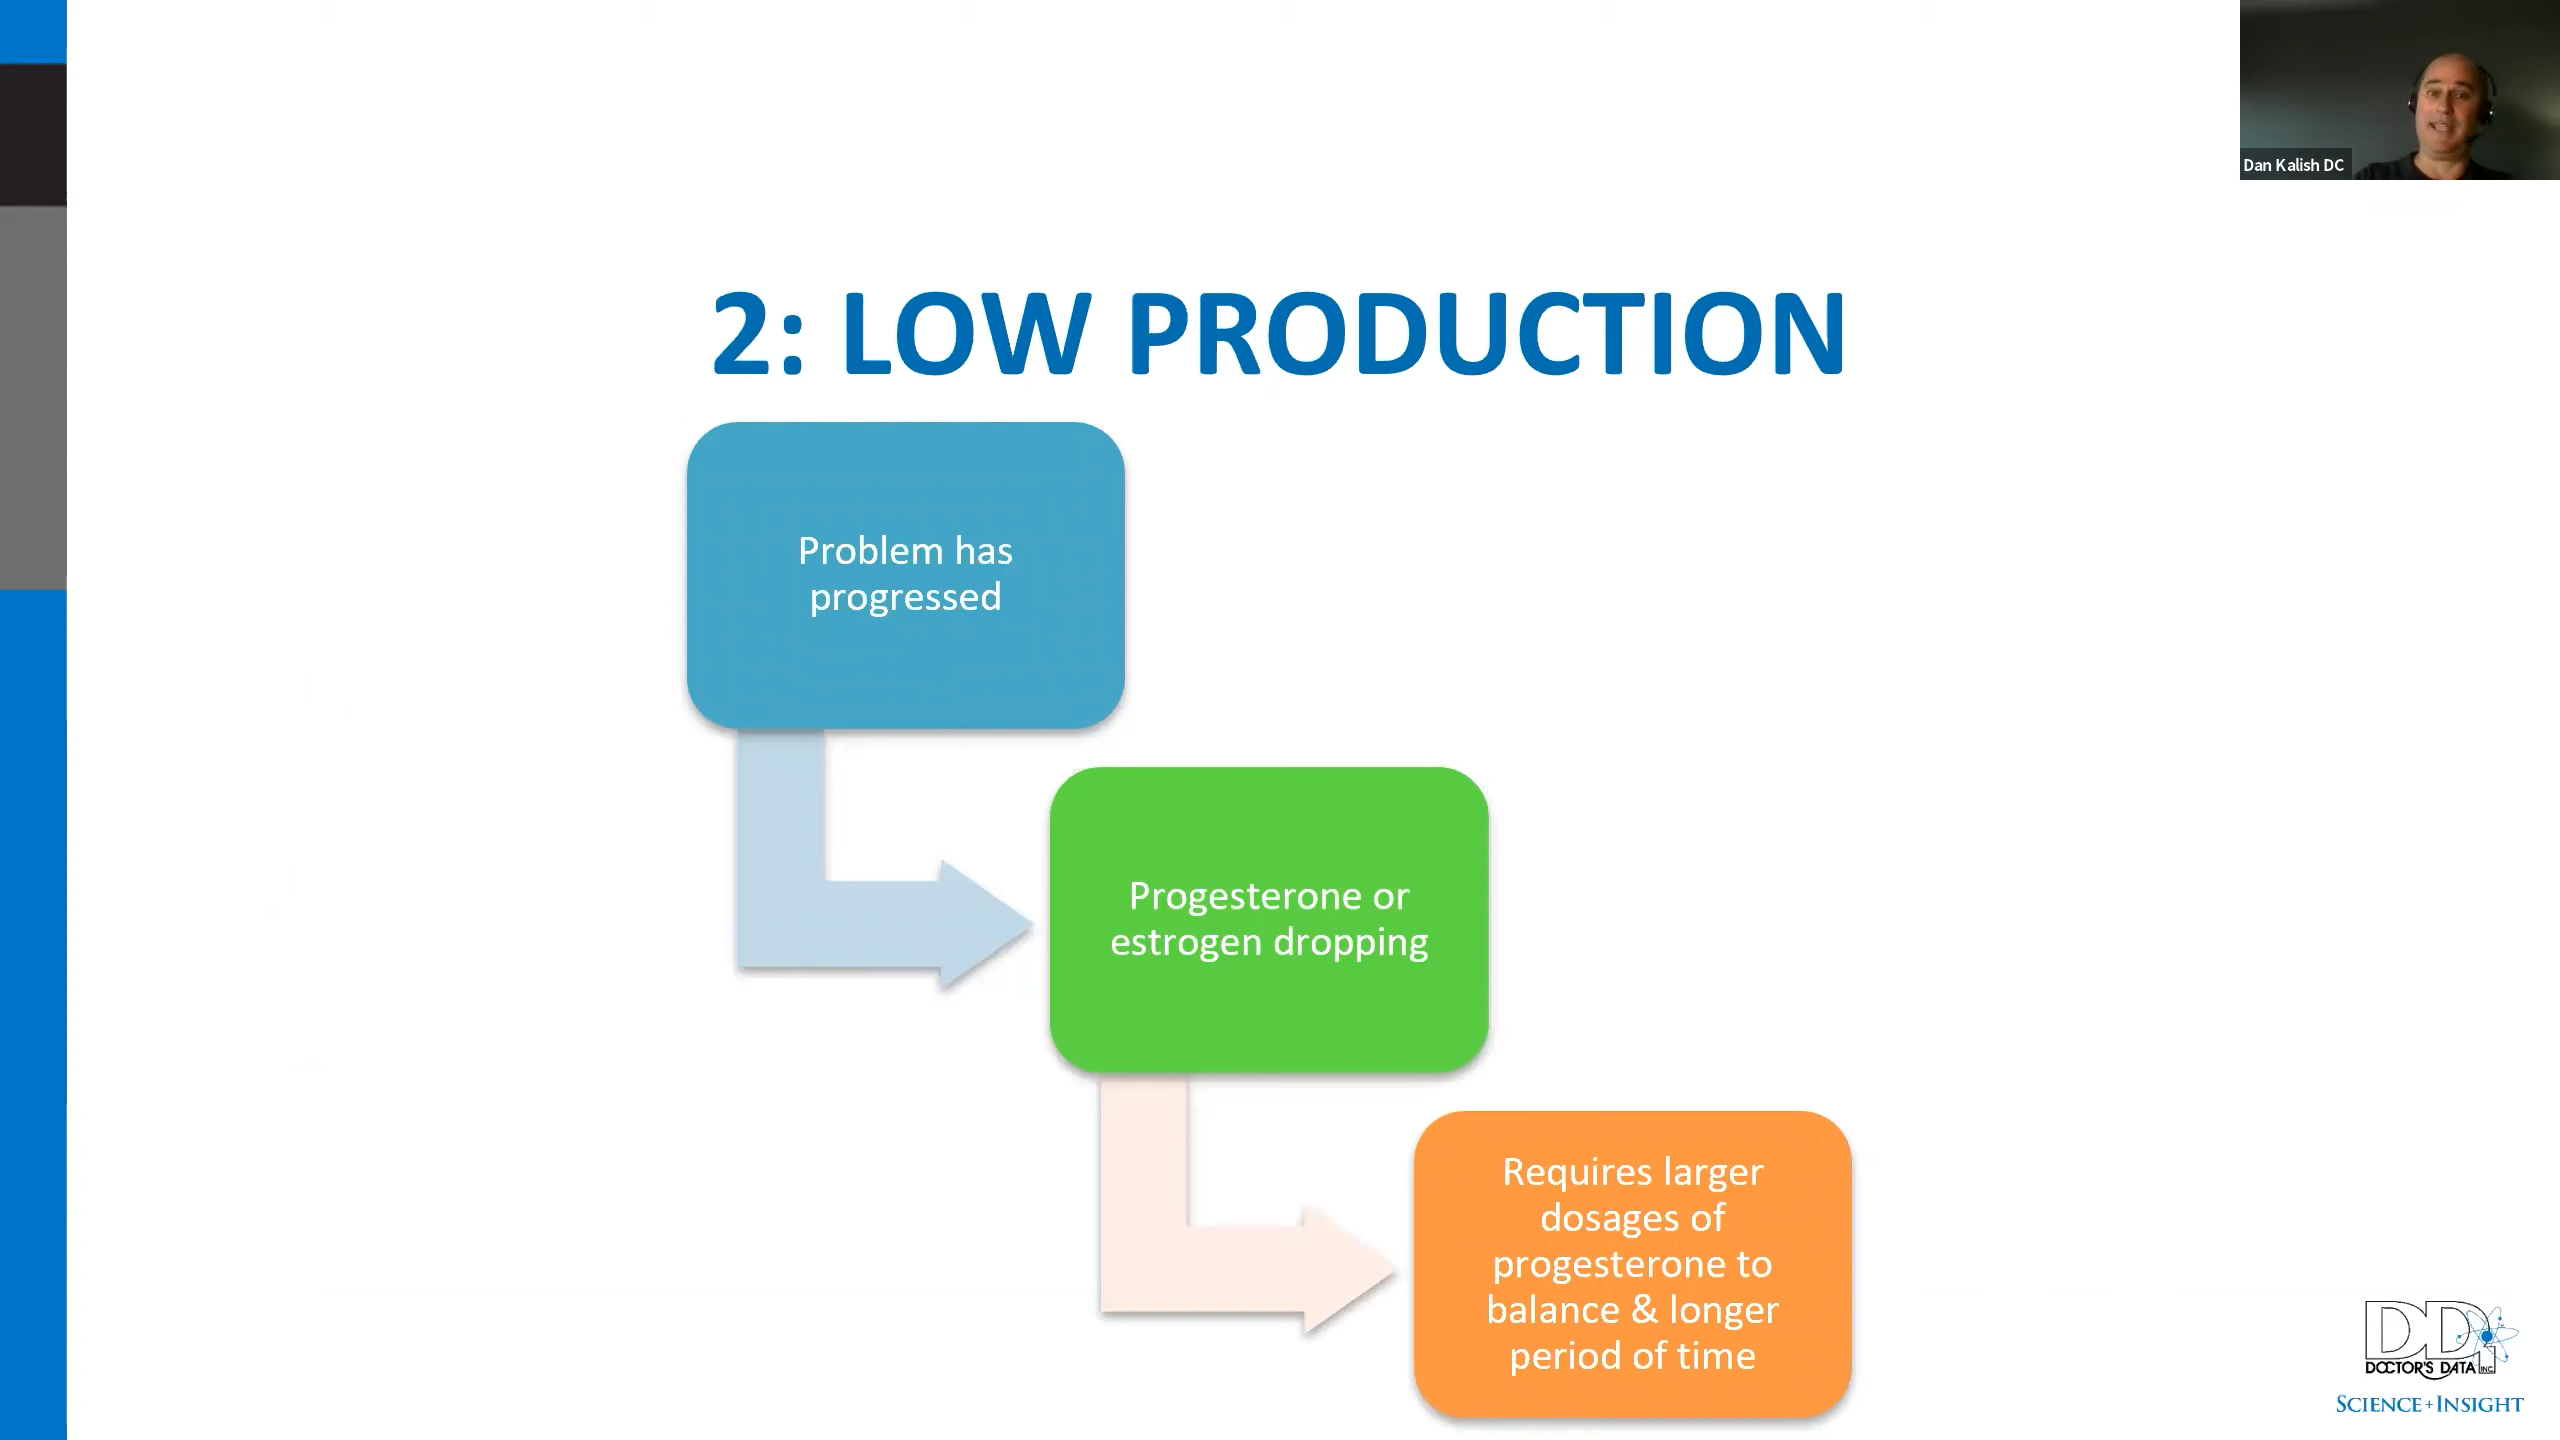 Dan Kalish DC
2: LOW PRODUCTION
Problem has
progressed
Progesterone or
estrogen dropping
Requires larger
dosages of
progesterone to
balance & longer
period of time
DDI
DOCTOR'S DATA INC.
SCIENCE+INSIGHT